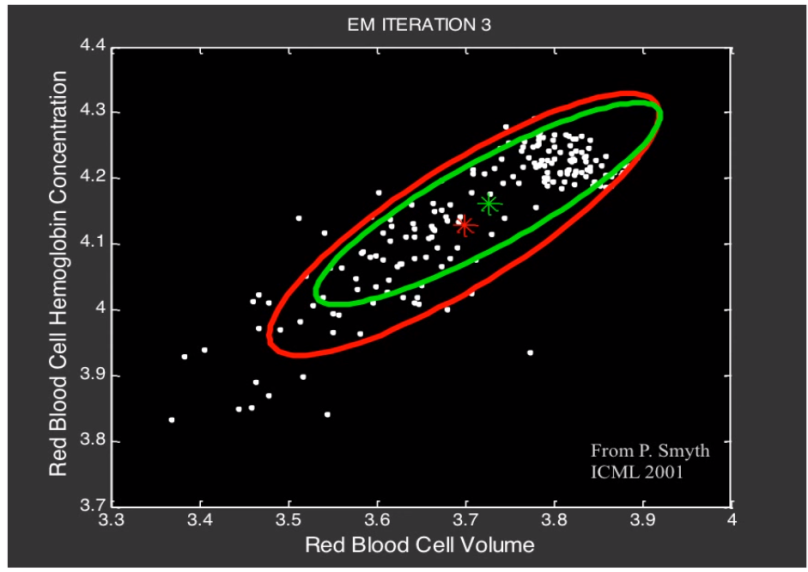 EM ITERATION 3
Red Blood Cell Hemoglobin Concentration
4.4
4.3
4.2
4.1
4
3.9
3.8
3.7
From P. Smyth
ICML 2001
3.3 3.4 3.5 3.6 3.7 3.8 3.9 4
Red Blood Cell Volume